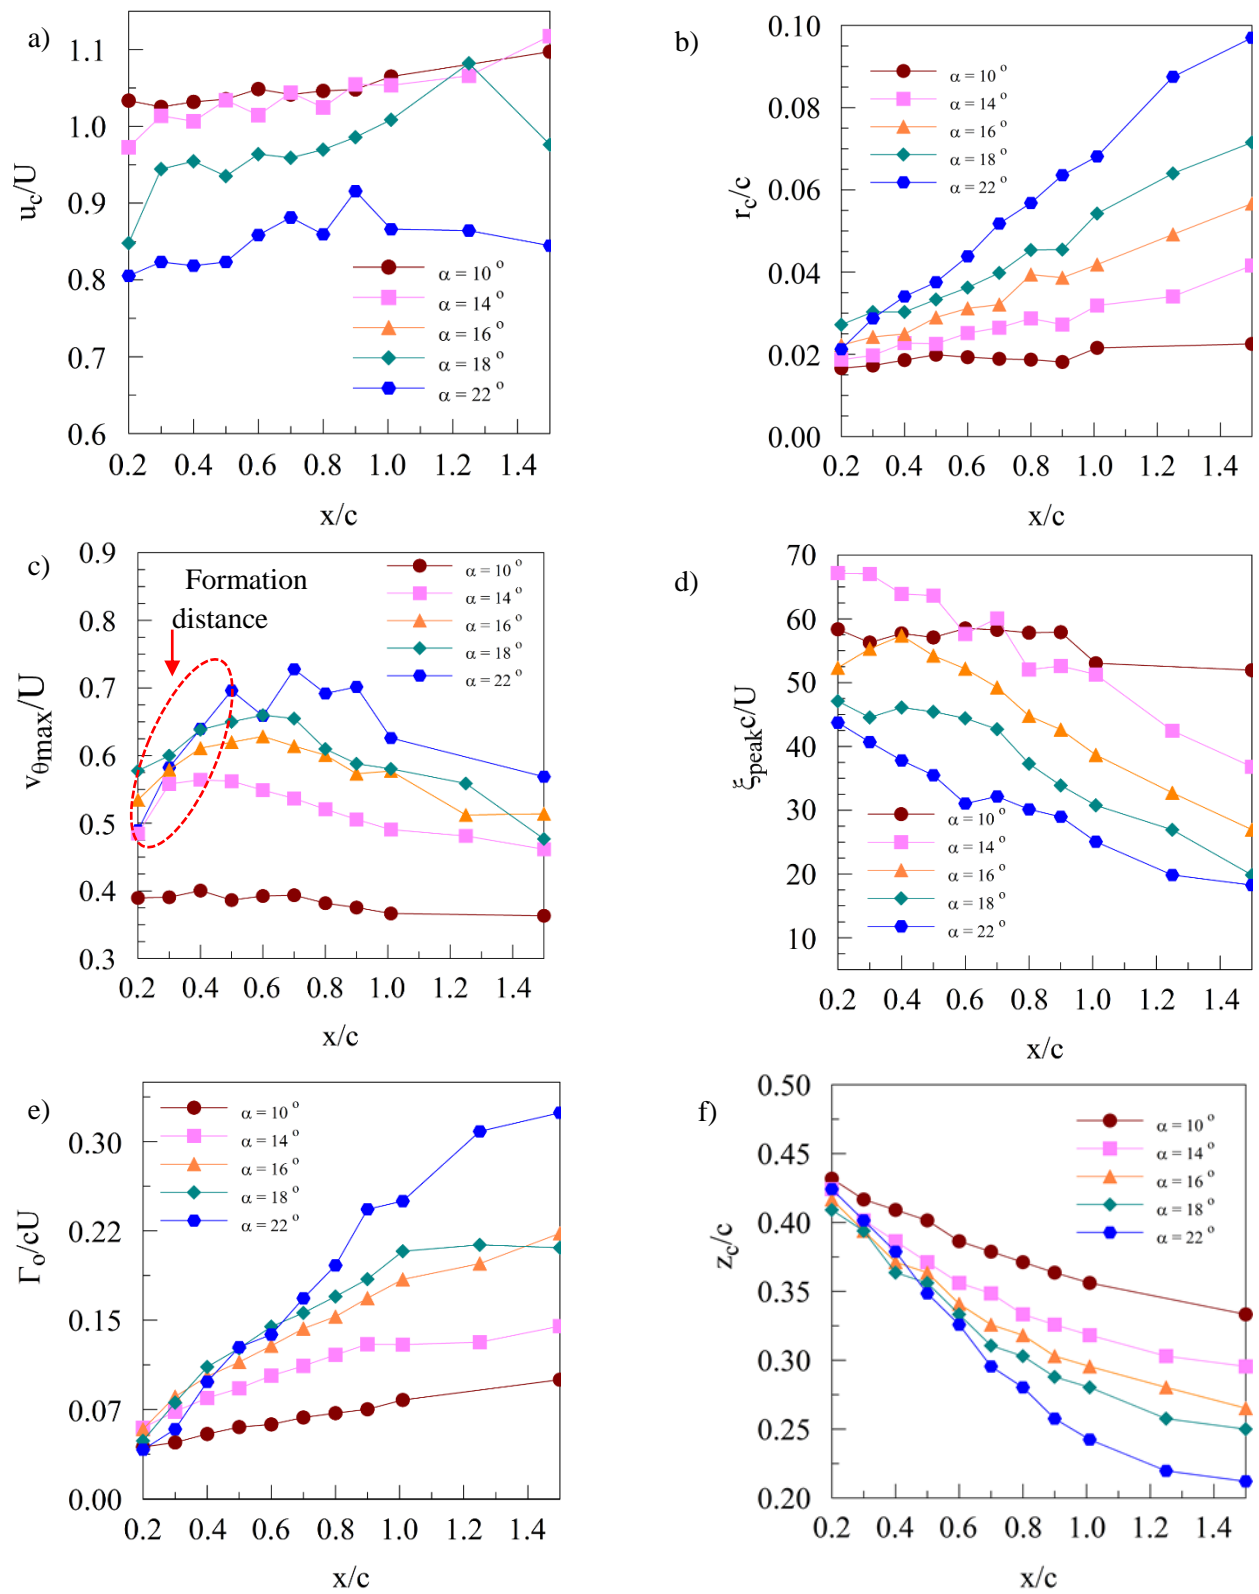 a)
u_c/U
1.1
1.0
0.9
0.8
0.7
0.6
α = 10 °
α = 14 °
α = 16 °
α = 18 °
α = 22 °
0.2 0.4 0.6 0.8 1.0 1.2 1.4
x/c
b)
r_c/c
0.10
0.08
0.06
0.04
0.02
0.00
α = 10 °
α = 14 °
α = 16 °
α = 18 °
α = 22 °
0.2 0.4 0.6 0.8 1.0 1.2 1.4
x/c
c)
Formation
distance
v_θmax/U
0.9
0.8
0.7
0.6
0.5
0.4
0.3
α = 10 °
α = 14 °
α = 16 °
α = 18 °
α = 22 °
0.2 0.4 0.6 0.8 1.0 1.2 1.4
x/c
d)
ξ_peak c/U
70
60
50
40
30
20
10
α = 10 °
α = 14 °
α = 16 °
α = 18 °
α = 22 °
0.2 0.4 0.6 0.8 1.0 1.2 1.4
x/c
e)
Γ_o/cU
0.30
0.22
0.15
0.07
0.00
α = 10 °
α = 14 °
α = 16 °
α = 18 °
α = 22 °
0.2 0.4 0.6 0.8 1.0 1.2 1.4
x/c
f)
z_c/c
0.50
0.45
0.40
0.35
0.30
0.25
0.20
α = 10 °
α = 14 °
α = 16 °
α = 18 °
α = 22 °
0.2 0.4 0.6 0.8 1.0 1.2 1.4
x/c